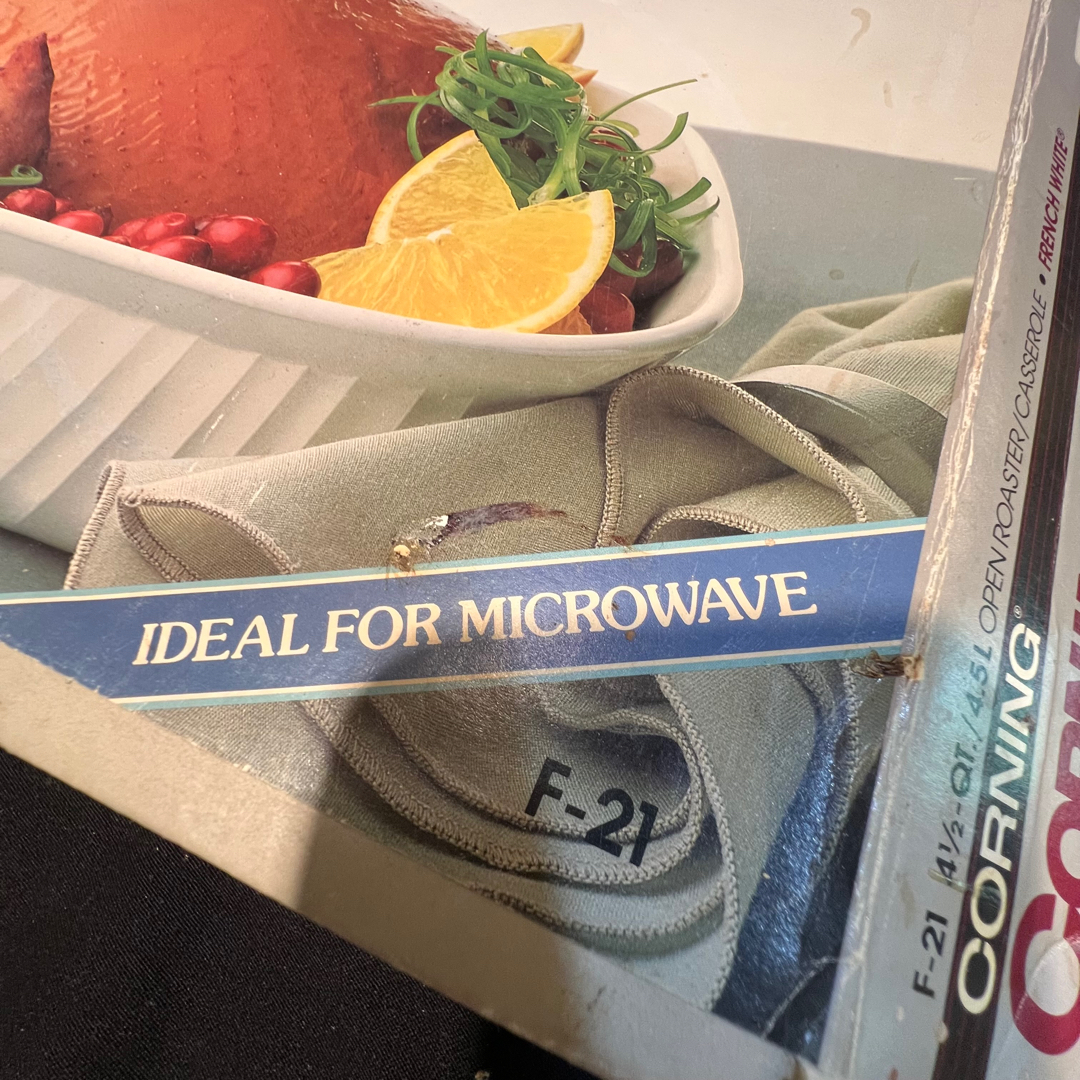 IDEAL FOR MICROWAVE
F-21
F-21 4½-QT./4.5 L OPEN ROASTER/CASSEROLE • FRENCH WHITE®
CORNING®